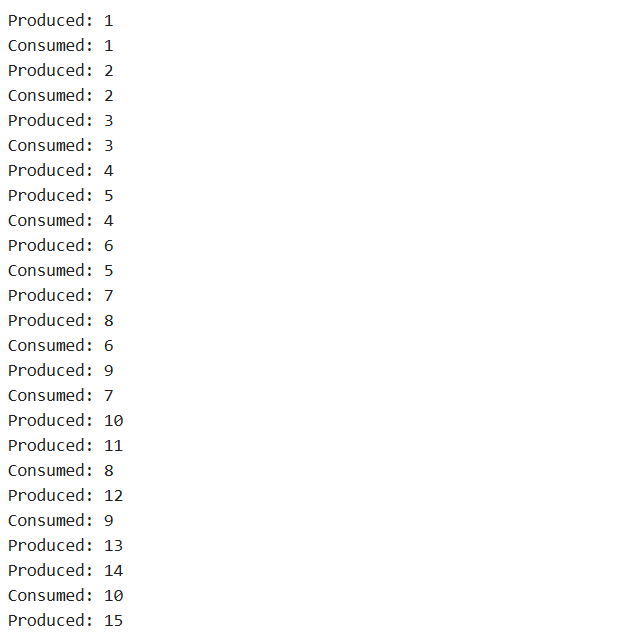 Produced: 1
Consumed: 1
Produced: 2
Consumed: 2
Produced: 3
Consumed: 3
Produced: 4
Produced: 5
Consumed: 4
Produced: 6
Consumed: 5
Produced: 7
Produced: 8
Consumed: 6
Produced: 9
Consumed: 7
Produced: 10
Produced: 11
Consumed: 8
Produced: 12
Consumed: 9
Produced: 13
Produced: 14
Consumed: 10
Produced: 15